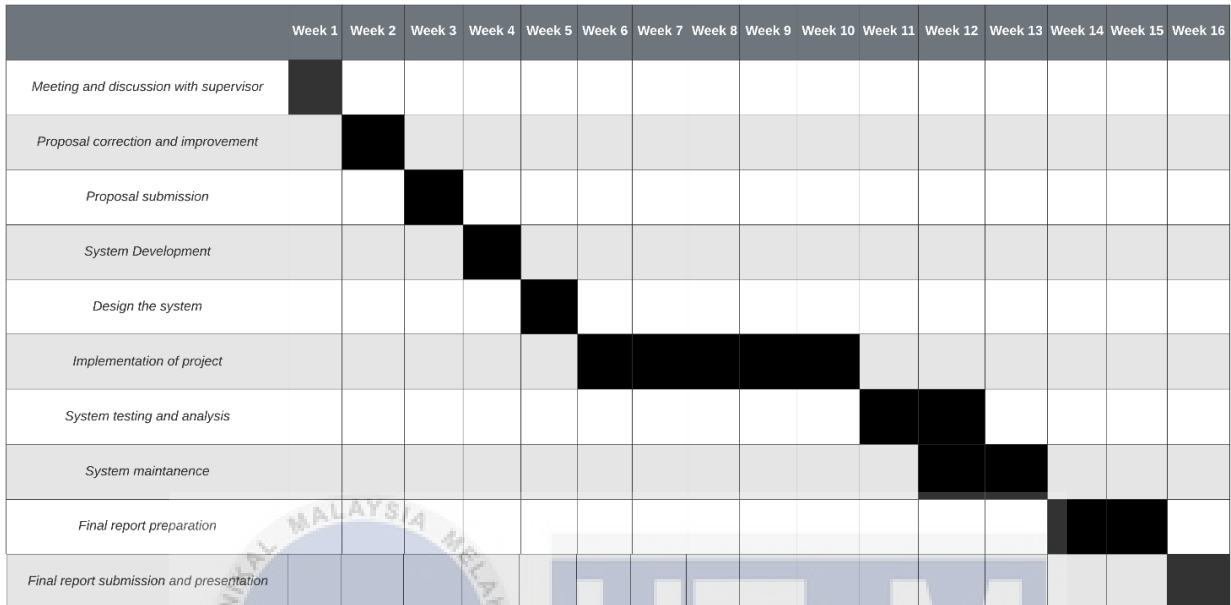 Week 1 Week 2 Week 3 Week 4 Week 5 Week 6 Week 7 Week 8 Week 9 Week 10 Week 11 Week 12 Week 13 Week 14 Week 15 Week 16
Meeting and discussion with supervisor
Proposal correction and improvement
Proposal submission
System Development
Design the system
Implementation of project
System testing and analysis
System maintanence
Final report preparation
Final report submission and presentation
MALAYSIA